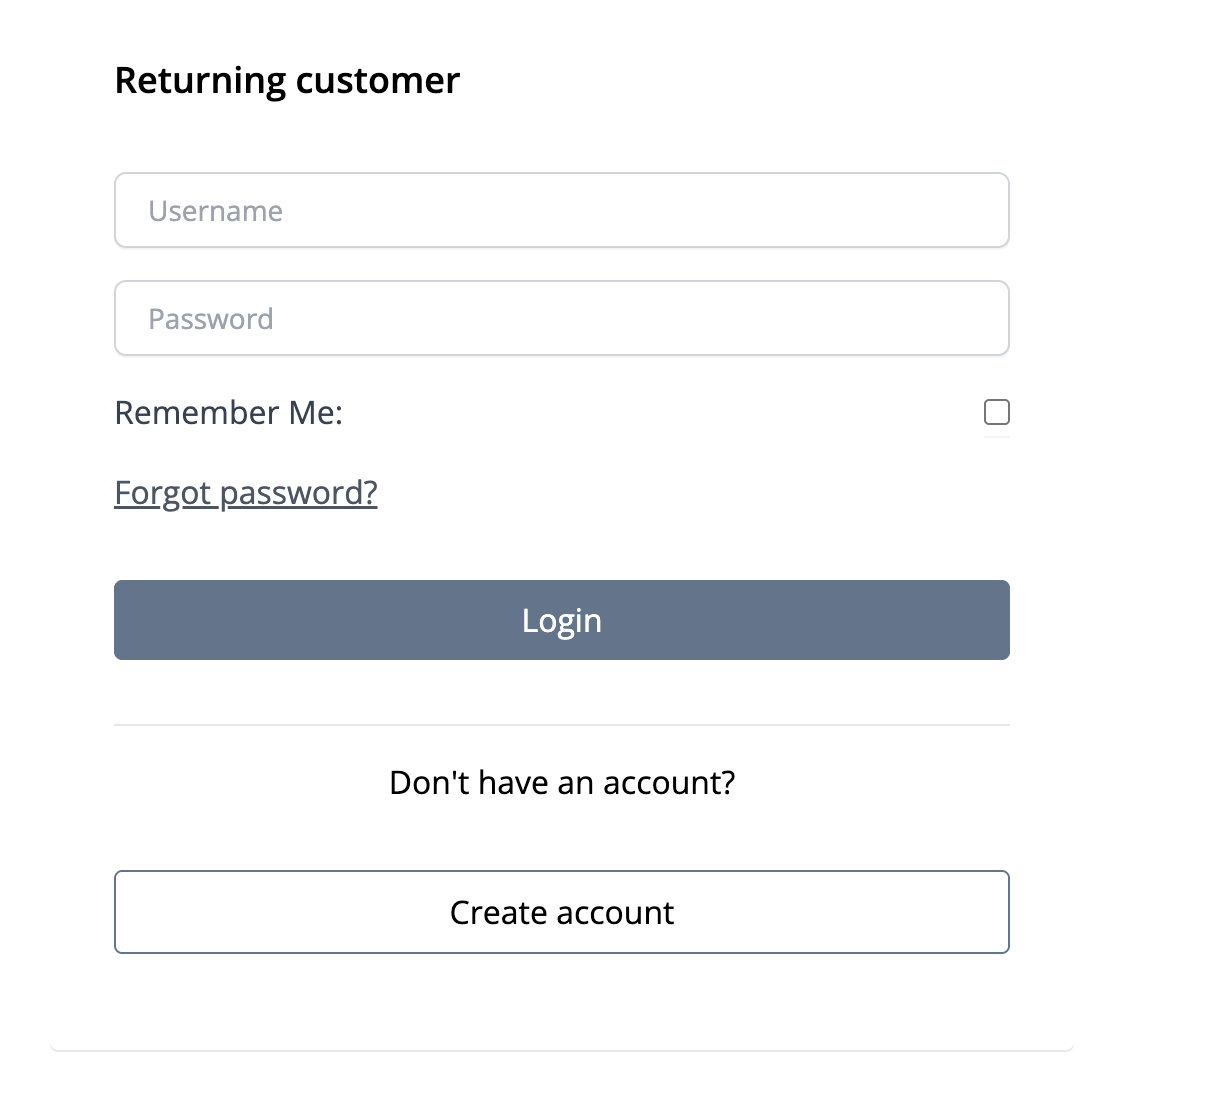 Returning customer
Username
Password
Remember Me:
Forgot password?
Login
Don't have an account?
Create account